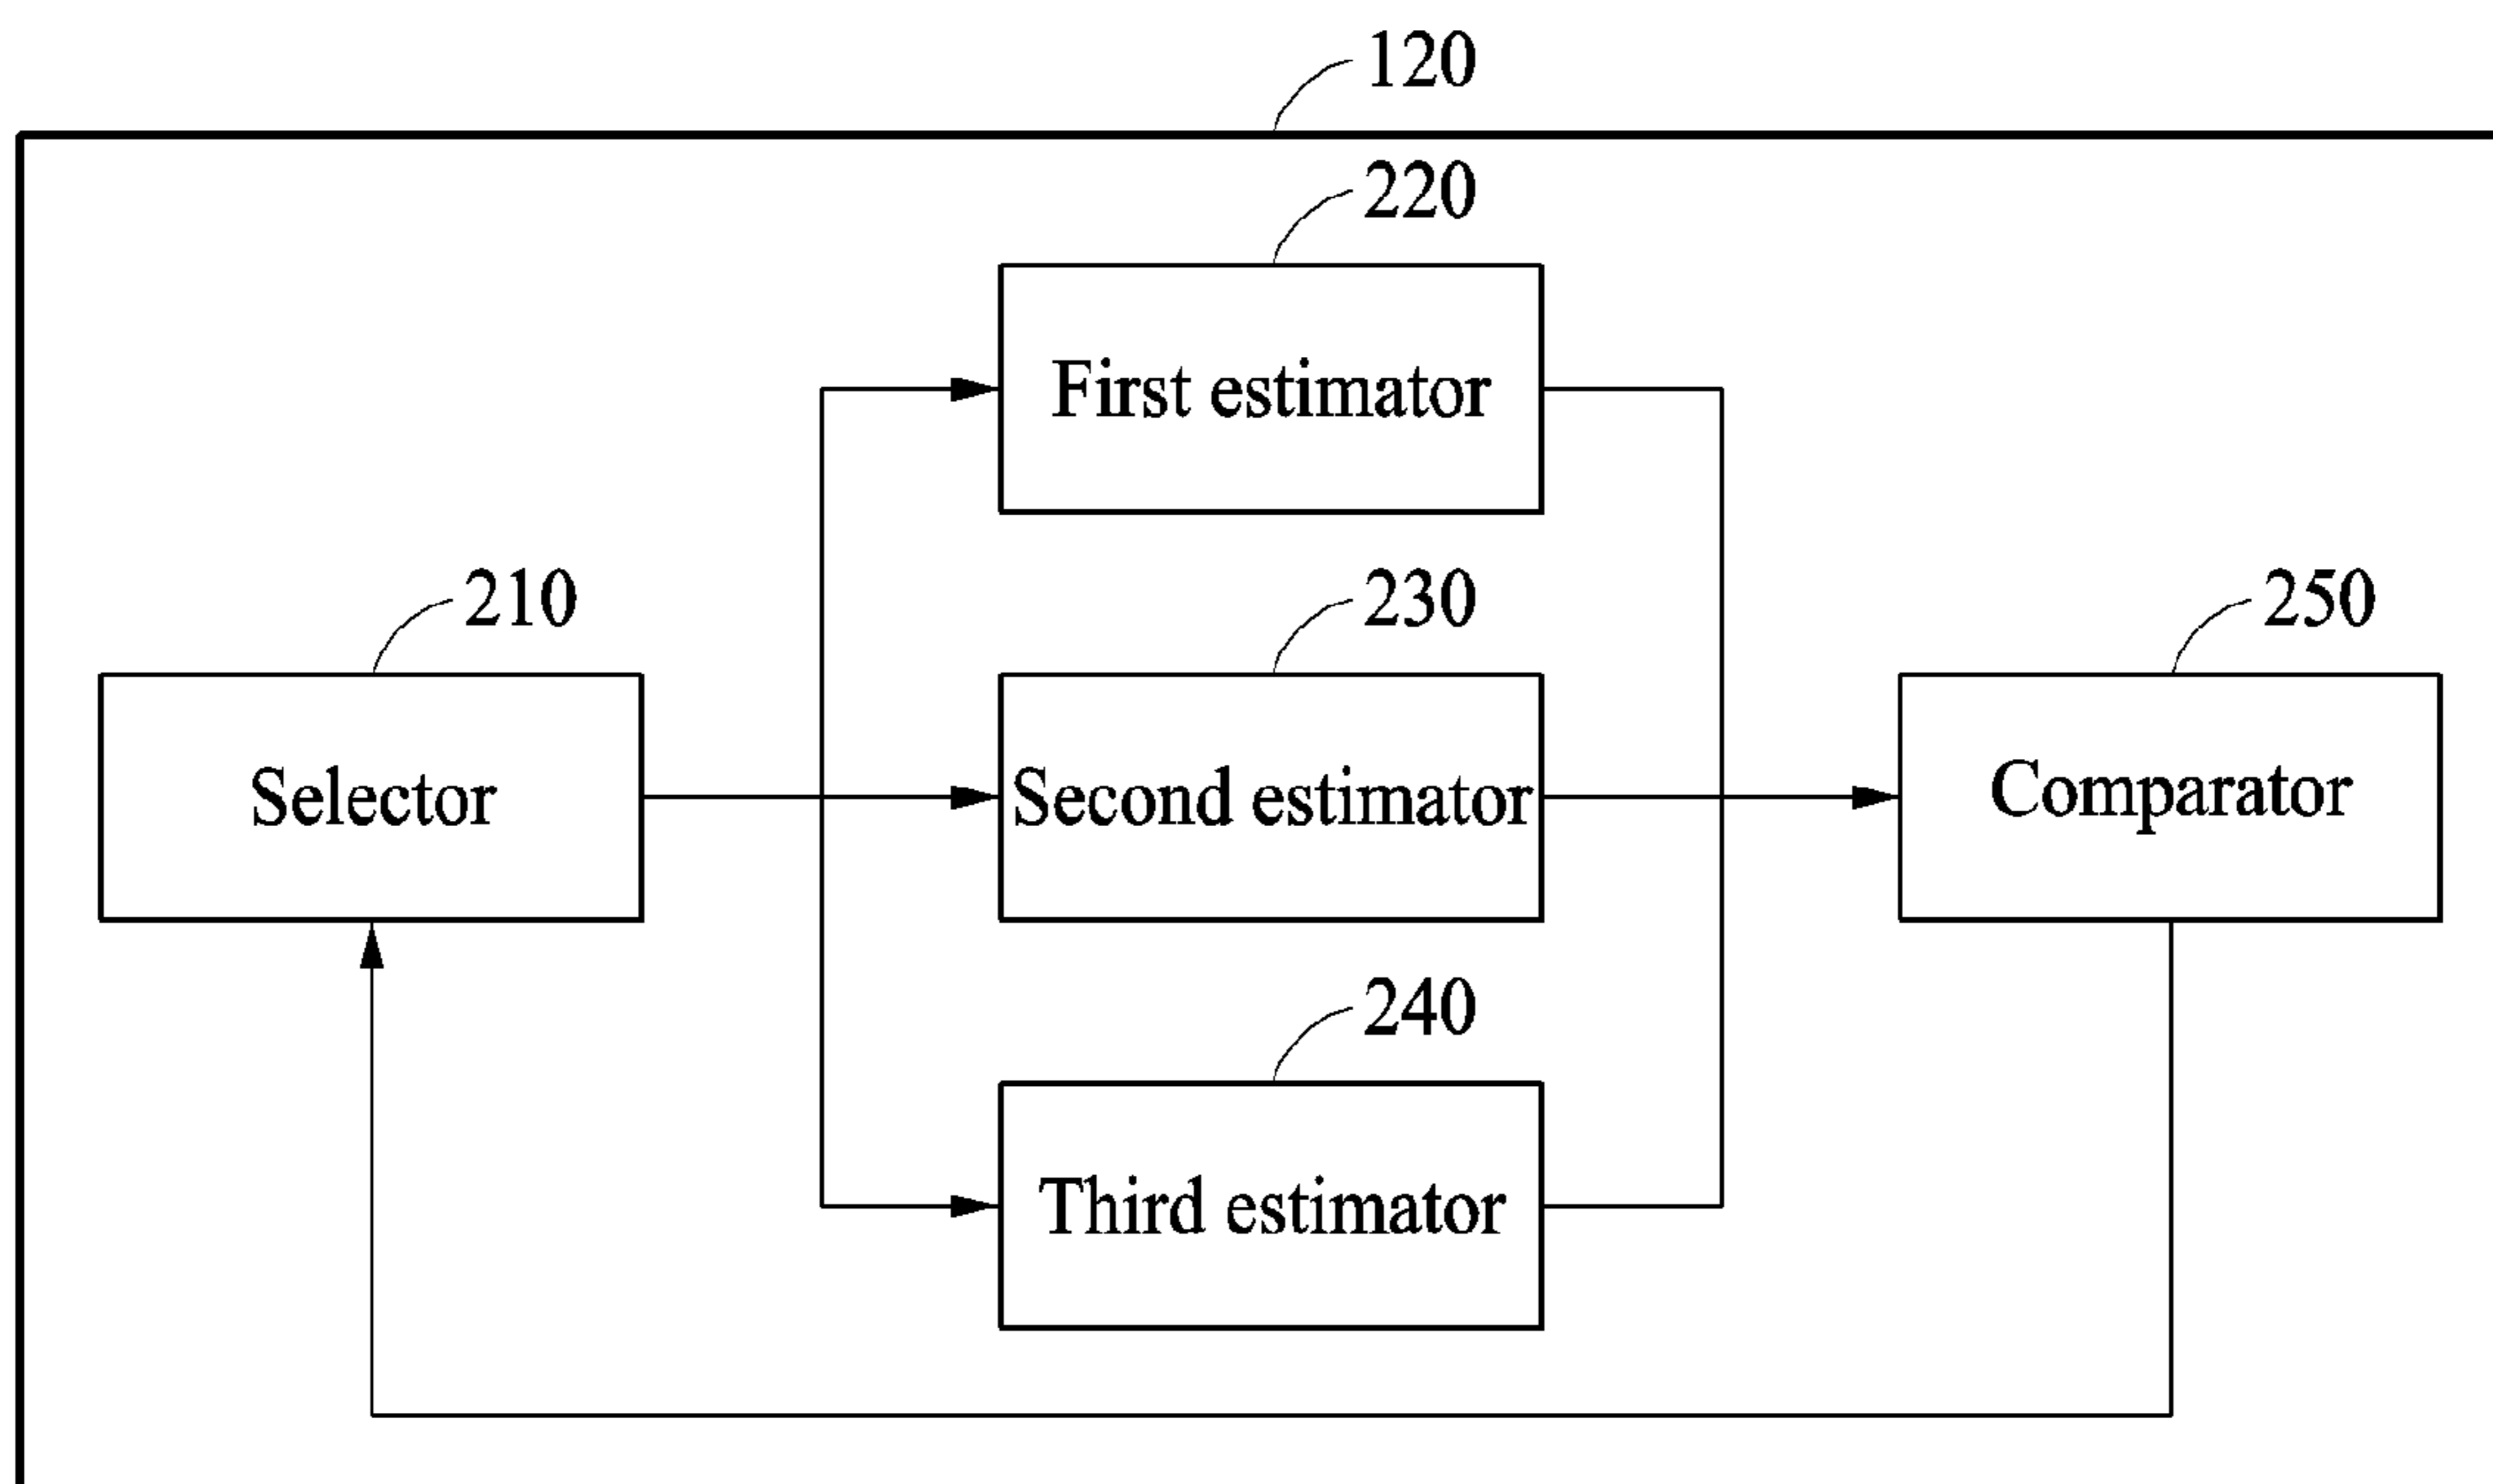 120
220
First estimator
210
230
250
Selector
Second estimator
Comparator
240
Third estimator